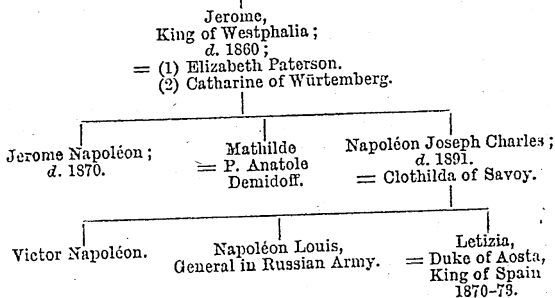 Jerome,
King of Westphalia;
d. 1860;
= (1) Elizabeth Paterson.
(2) Catharine of Würtemberg.
Jerome Napoléon;
d. 1870.
Mathilde
= P. Anatole
Demidoff.
Napoléon Joseph Charles;
d. 1891.
= Clothilda of Savoy.
Victor Napoléon.
Napoléon Louis,
General in Russian Army.
Letizia,
= Duke of Aosta,
King of Spain
1870-73.